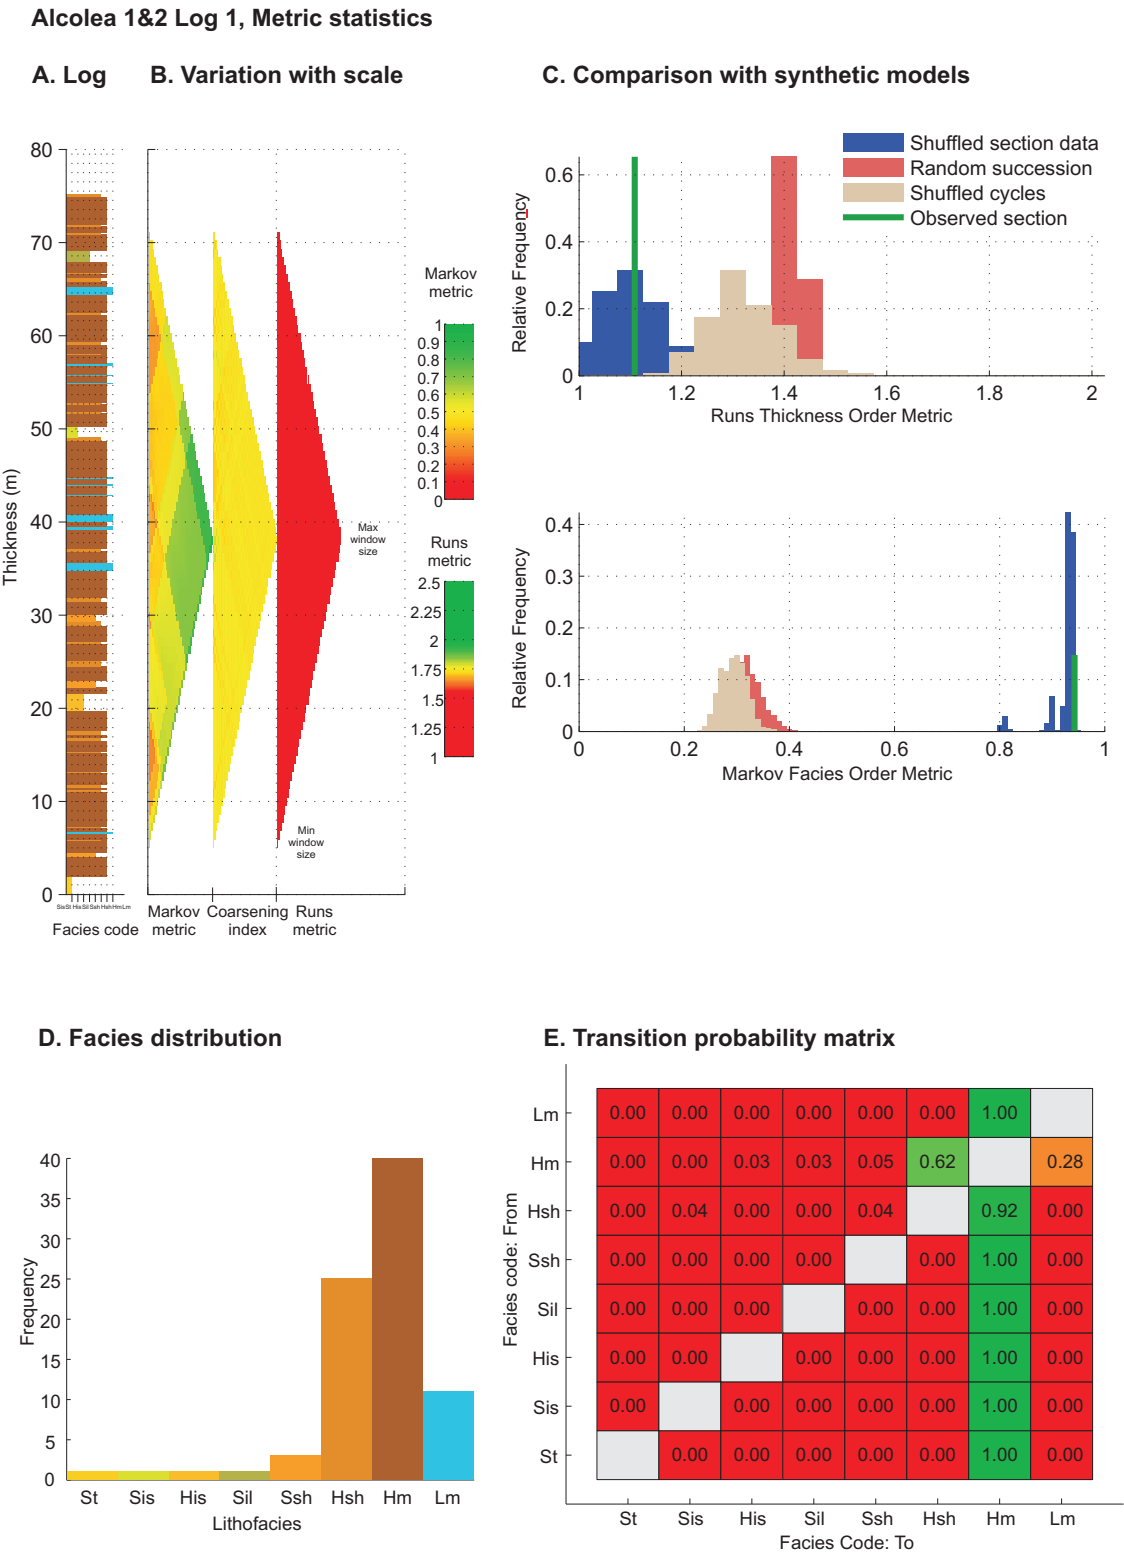 Alcolea 1&2 Log 1, Metric statistics
A. Log
B. Variation with scale
C. Comparison with synthetic models
80
70
60
50
40
30
20
10
0
Thickness (m)
SisSt His Sil Ssh Hsh Hm Lm
Facies code
Markov metric
Coarsening index
Runs metric
Max
window
size
Min
window
size
Markov
metric
1
0.9
0.8
0.7
0.6
0.5
0.4
0.3
0.2
0.1
0
Runs
metric
2.5
2.25
2
1.75
1.5
1.25
1
Shuffled section data
Random succession
Shuffled cycles
Observed section
Relative Frequency
0.6
0.4
0.2
0
1 1.2 1.4 1.6 1.8 2
Runs Thickness Order Metric
Relative Frequency
0.4
0.3
0.2
0.1
0
0 0.2 0.4 0.6 0.8 1
Markov Facies Order Metric
D. Facies distribution
Frequency
40
35
30
25
20
15
10
5
0
St Sis His Sil Ssh Hsh Hm Lm
Lithofacies
E. Transition probability matrix
Facies code: From
Lm 0.00 0.00 0.00 0.00 0.00 0.00 1.00
Hm 0.00 0.00 0.03 0.03 0.05 0.62 0.28
Hsh 0.00 0.04 0.00 0.00 0.04 0.92 0.00
Ssh 0.00 0.00 0.00 0.00 0.00 1.00 0.00
Sil 0.00 0.00 0.00 0.00 0.00 1.00 0.00
His 0.00 0.00 0.00 0.00 0.00 1.00 0.00
Sis 0.00 0.00 0.00 0.00 0.00 1.00 0.00
St 0.00 0.00 0.00 0.00 0.00 1.00 0.00
St Sis His Sil Ssh Hsh Hm Lm
Facies Code: To